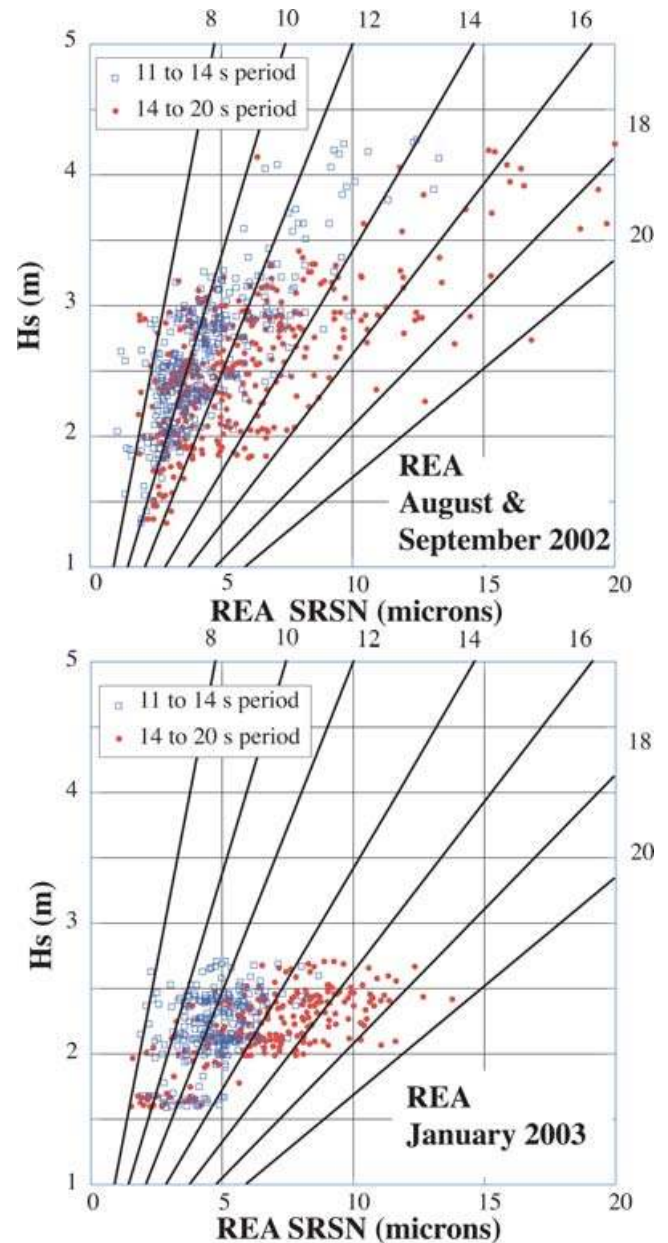 8 10 12 14 16
5
11 to 14 s period
14 to 20 s period
18
4
20
3
Hs (m)
2
REA
August &
September 2002
1
0 5 10 15 20
REA SRSN (microns)
8 10 12 14 16
5
11 to 14 s period
14 to 20 s period
18
4
20
3
Hs (m)
2
REA
January 2003
1
0 5 10 15 20
REA SRSN (microns)